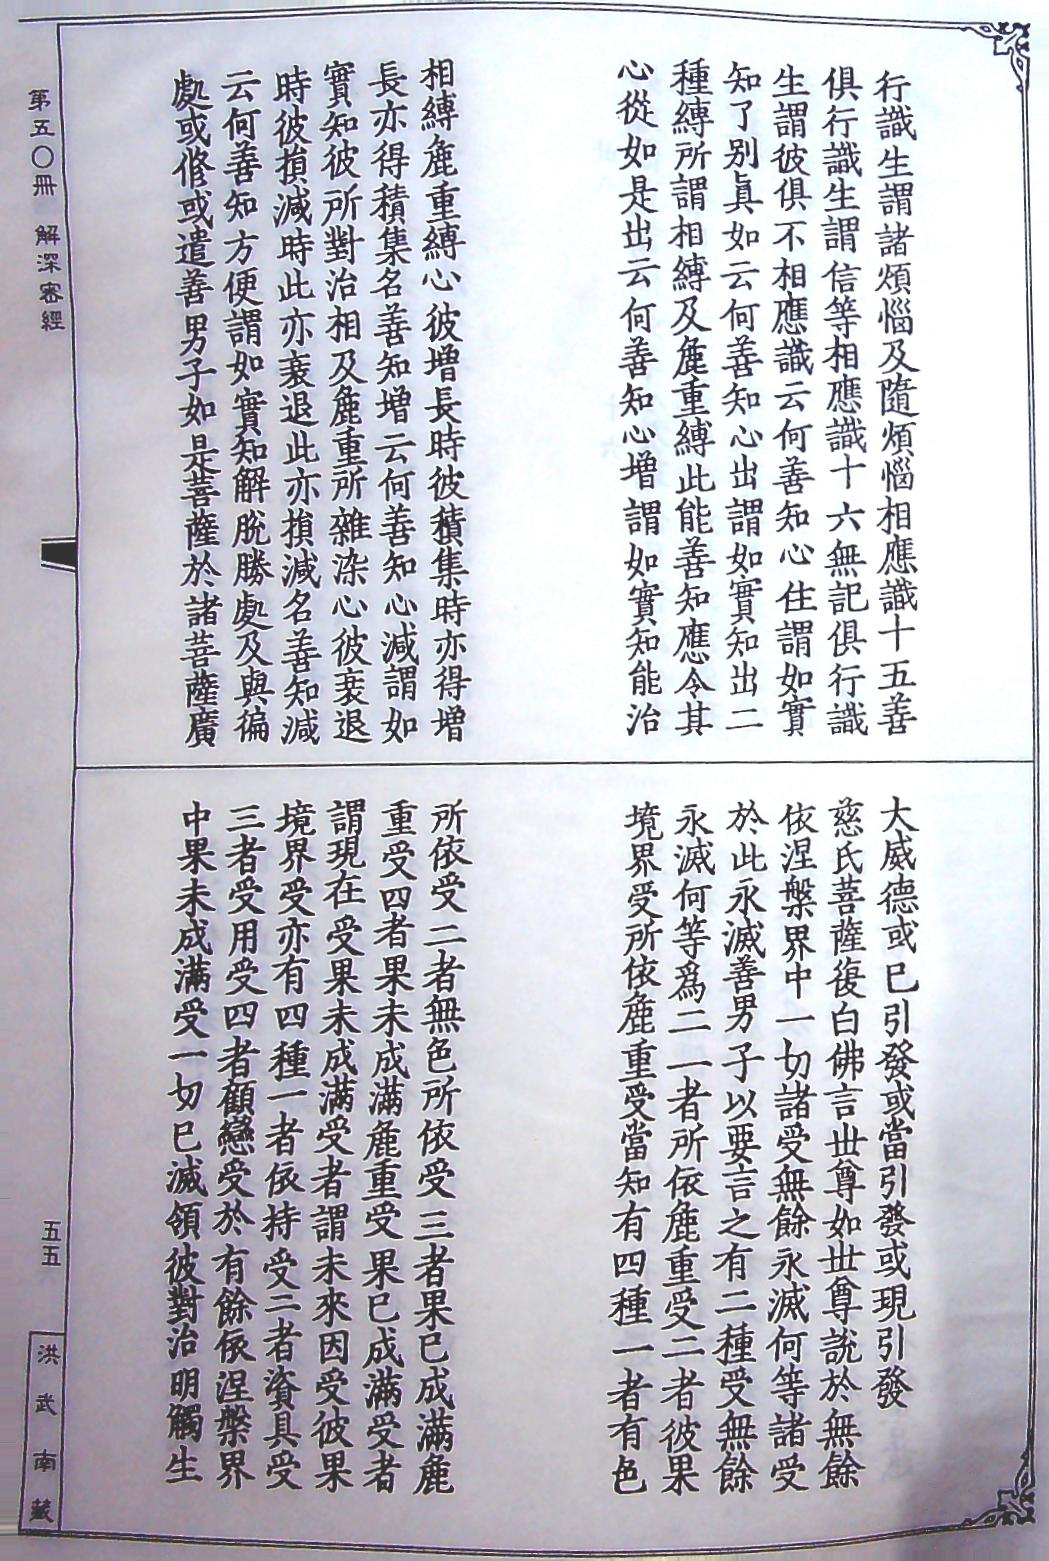 行識生謂諸煩惱及隨煩惱相應識十五善
俱行識生謂信等相應識十六無記俱行識
生謂彼俱不相應識云何善知心住謂如實
知了別真如云何善知心出謂如實知出二
種縛所謂相縛及麁重縛此能善知應令其
心從如是出云何善知心增謂如實知能治
相縛麁重縛心彼增長時彼積集時亦得增
長亦得積集名善知增云何善知心減謂如
實知彼所對治相及麁重所雜染心彼衰退
時彼損減時此亦衰退此亦損減名善知減
云何善知方便謂如實知解脫勝處及與徧
處或修或遣善男子如是菩薩於諸菩薩廣
大威德或已引發或當引發或現引發
慈氏菩薩復白佛言世尊如世尊說於無餘
依涅槃界中一切諸受無餘永滅何等諸受
於此永滅善男子以要言之有二種受無餘
永滅何等為二一者所依麁重受二者彼果
境界受所依麁重受當知有四種一者有色
所依受二者無色所依受三者果已成滿麁
重受四者果未成滿麁重受果已成滿受者
謂現在受果未成滿受者謂未來因受彼果
境界受亦有四種一者依持受二者資具受
三者受用受四者顧戀受於有餘依涅槃界
中果未成滿受一切已滅領彼對治明觸生
第五〇冊 解深密經
五五
洪武南藏